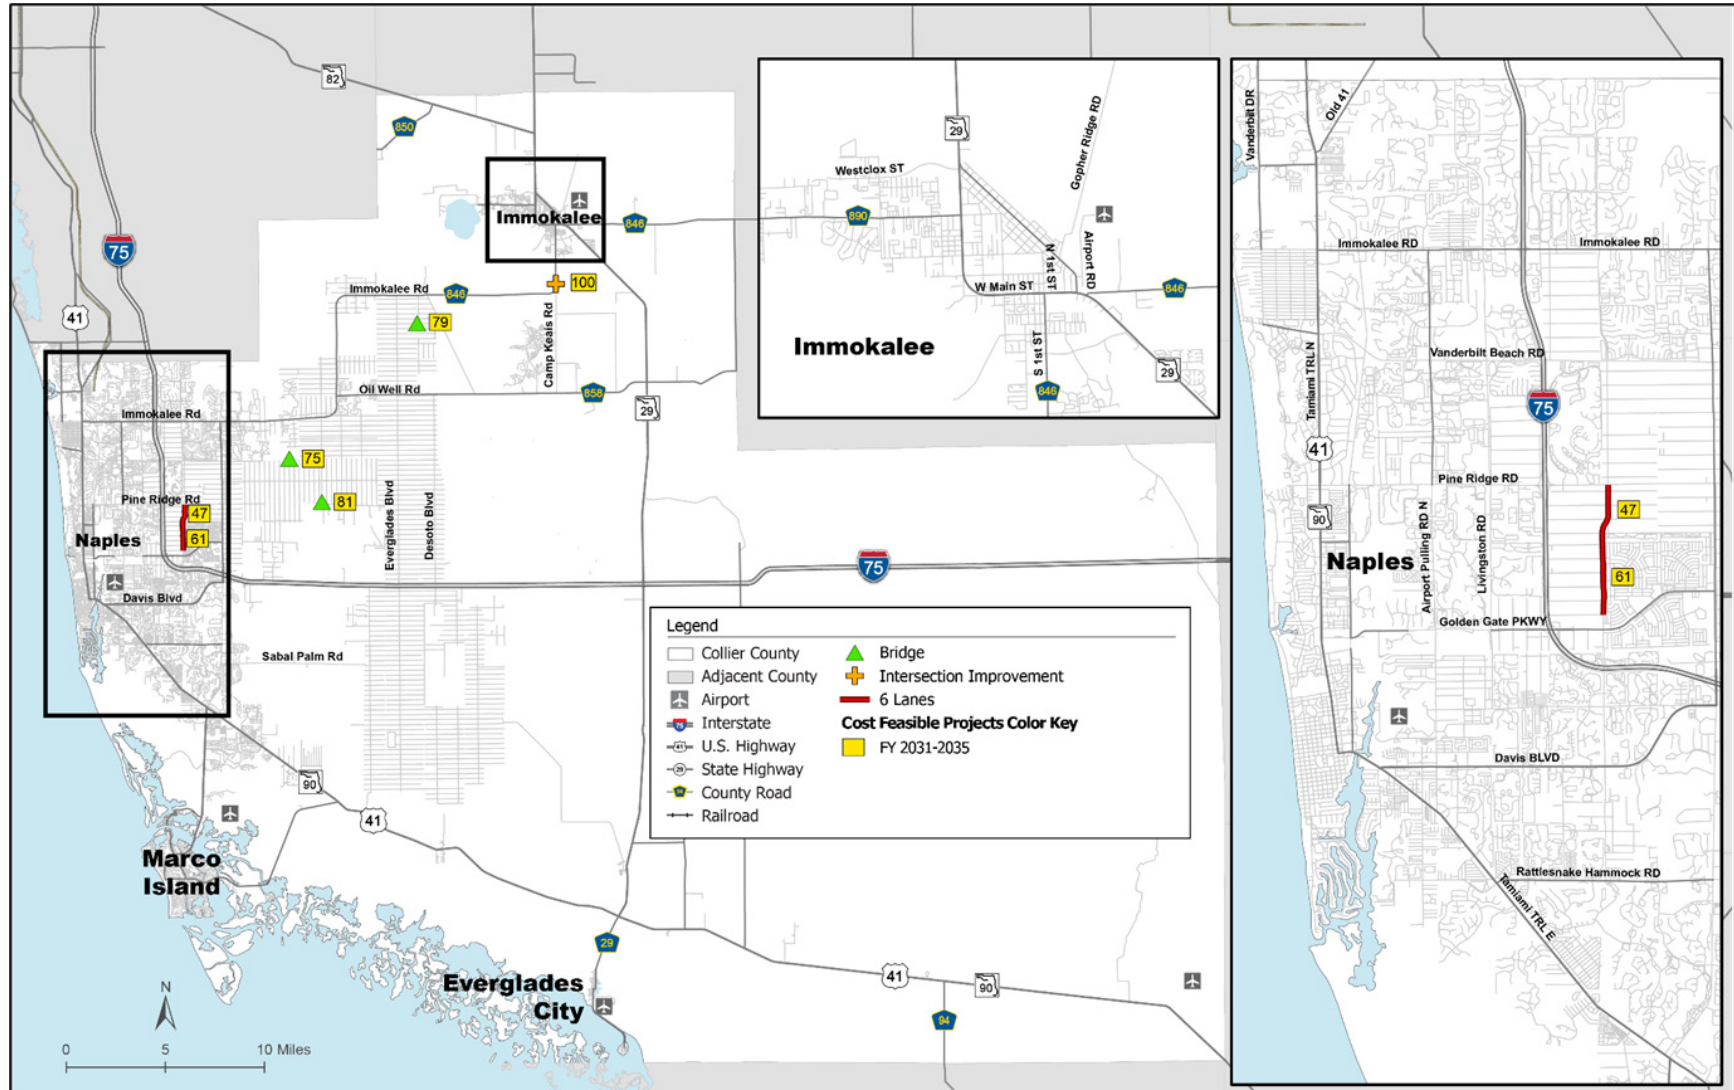 82
850
75
41
Immokalee
846
Immokalee Rd
846
100
79
Camp Keais Rd
Oil Well Rd
858
29
Immokalee Rd
75
Pine Ridge Rd
47
81
Naples
61
Everglades Blvd
Desoto Blvd
75
Davis Blvd
Sabal Palm Rd
90
41
Marco
Island
29
Everglades
City
41
90
94
N
0 5 10 Miles
29
Gopher Ridge RD
Westclox ST
890
N 1st ST
Airport RD
W Main ST
846
Immokalee
S 1st ST
29
846
Legend
Collier County
Adjacent County
Airport
75 Interstate
41 U.S. Highway
29 State Highway
County Road
Railroad
Bridge
Intersection Improvement
6 Lanes
Cost Feasible Projects Color Key
FY 2031-2035
Vanderbilt DR
Old 41
Immokalee RD
Immokalee RD
Tamiami TRL N
Vanderbilt Beach RD
75
41
Pine Ridge RD
90
47
Airport Pulling RD N
Livingston RD
Naples
61
Golden Gate PKWY
Davis BLVD
Rattlesnake Hammock RD
Tamiami TRL E